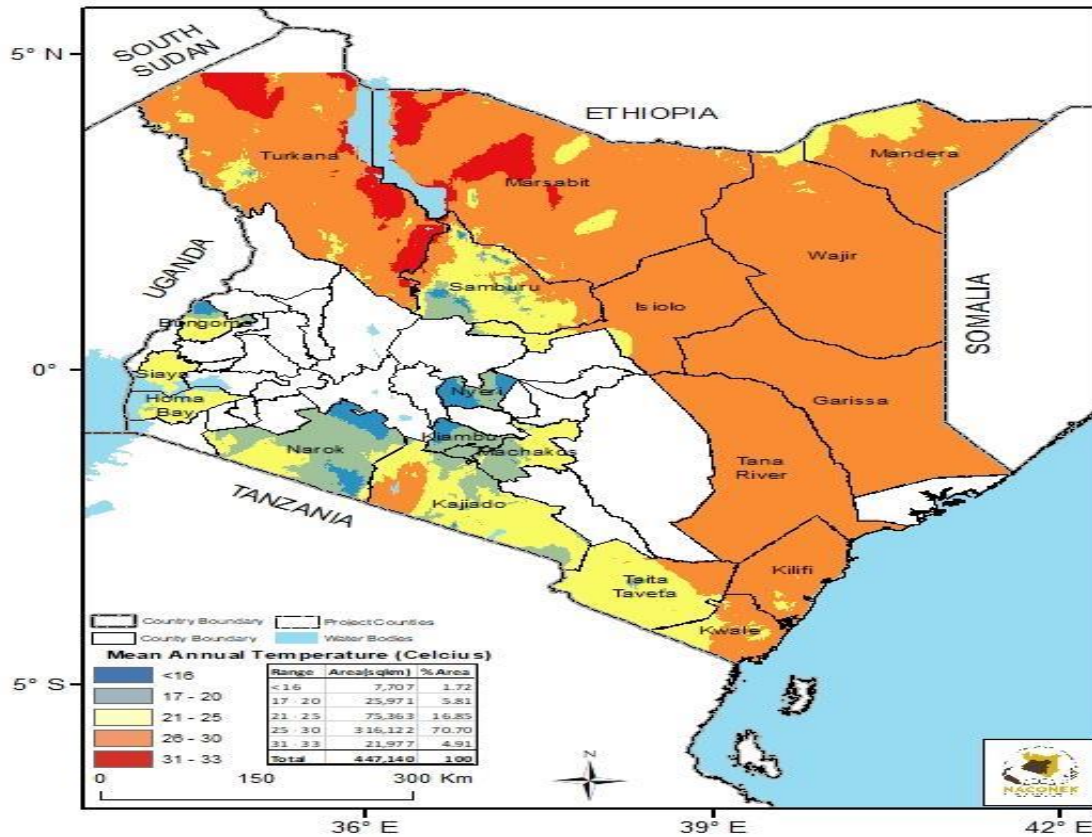 5° N
SOUTH SUDAN
ETHIOPIA
Turkana
Mandera
Marsabit
UGANDA
Wajir
Samburu
Isiolo
SOMALIA
Bungoma
0°
Siaya
Nyeri
Homa
Bay
Garissa
Narok
Kiambu
Machakos
Tana
River
TANZANIA
Kajiado
Kilifi
Taita
Taveta
Kwale
Country Boundary Project Counties
County Boundary Water Bodies
Mean Annual Temperature (Celcius)
<16
17 - 20
21 - 25
26 - 30
31 - 33
Range Area(sqkm) % Area
<16 7,707 1.72
17 - 20 25,971 5.81
21 - 25 75,363 16.85
25 - 30 316,122 70.70
31 - 33 21,977 4.91
Total 447,140 100
5° S
N
0 150 300 Km
NACONEK
36° E 39° E 42° E